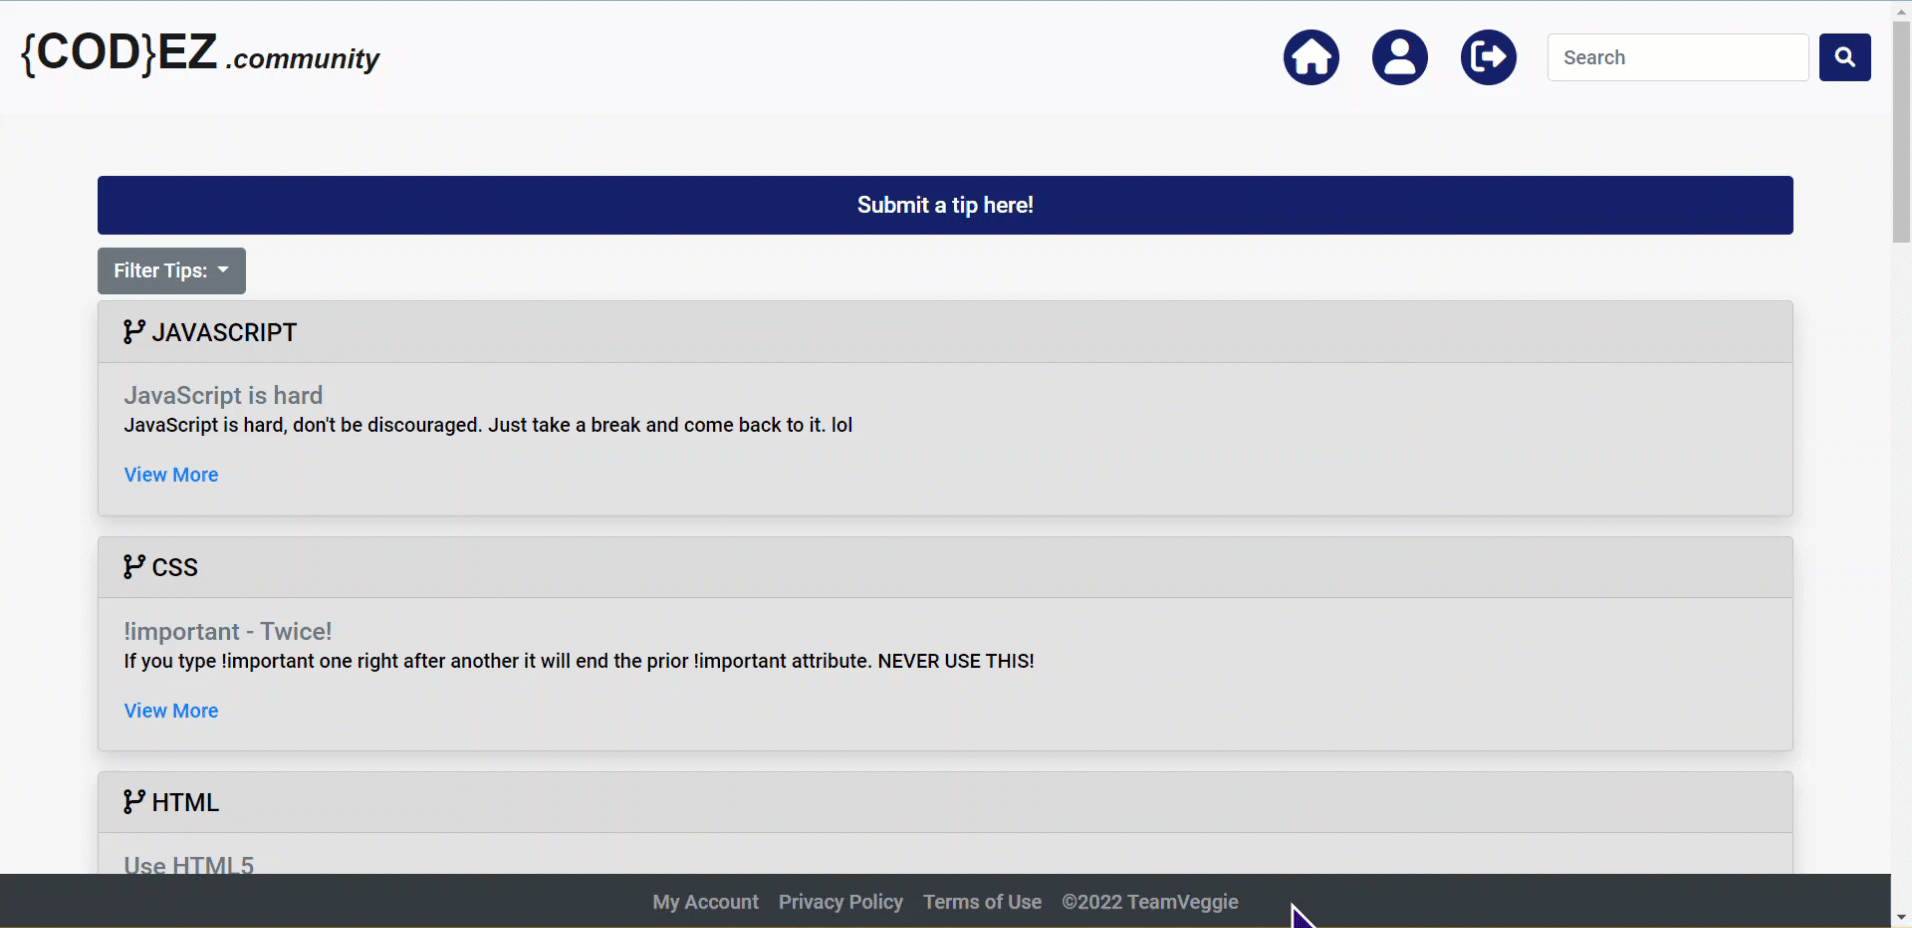 {COD}EZ .community
Search
Submit a tip here!
Filter Tips:
JAVASCRIPT
JavaScript is hard
JavaScript is hard, don't be discouraged. Just take a break and come back to it. lol
View More
CSS
!important - Twice!
If you type !important one right after another it will end the prior !important attribute. NEVER USE THIS!
View More
HTML
Use HTML5
My Account Privacy Policy Terms of Use ©2022 TeamVeggie